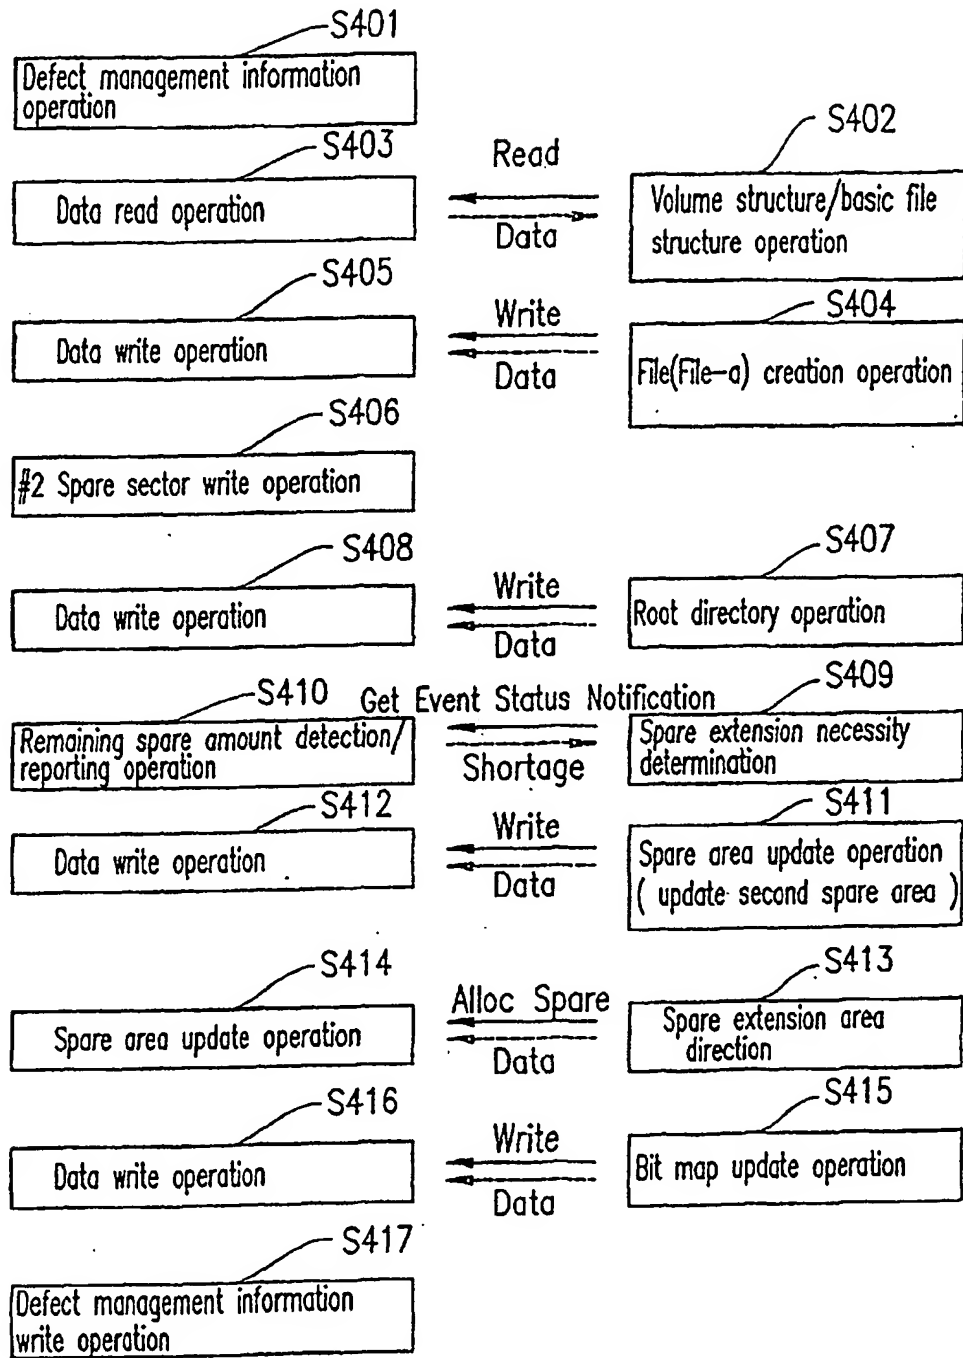 S401
Defect management information
operation
S403
Data read operation
Read
Data
S402
Volume structure/basic file
structure operation
S405
Data write operation
Write
Data
S404
File(File-a) creation operation
S406
#2 Spare sector write operation
S408
Data write operation
Write
Data
S407
Root directory operation
S410
Remaining spare amount detection/
reporting operation
Get Event Status Notification
Shortage
S409
Spare extension necessity
determination
S412
Data write operation
Write
Data
S411
Spare area update operation
( update second spare area )
S414
Spare area update operation
Alloc Spare
Data
S413
Spare extension area
direction
S416
Data write operation
Write
Data
S415
Bit map update operation
S417
Defect management information
write operation